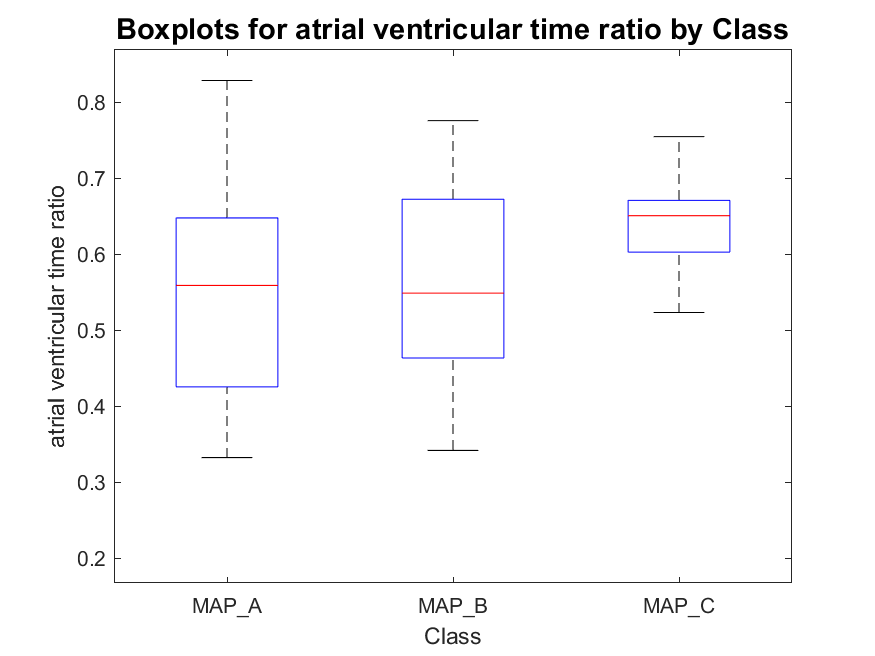 Boxplots for atrial ventricular time ratio by Class
atrial ventricular time ratio
0.8
0.7
0.6
0.5
0.4
0.3
0.2
MAP_A MAP_B MAP_C
Class